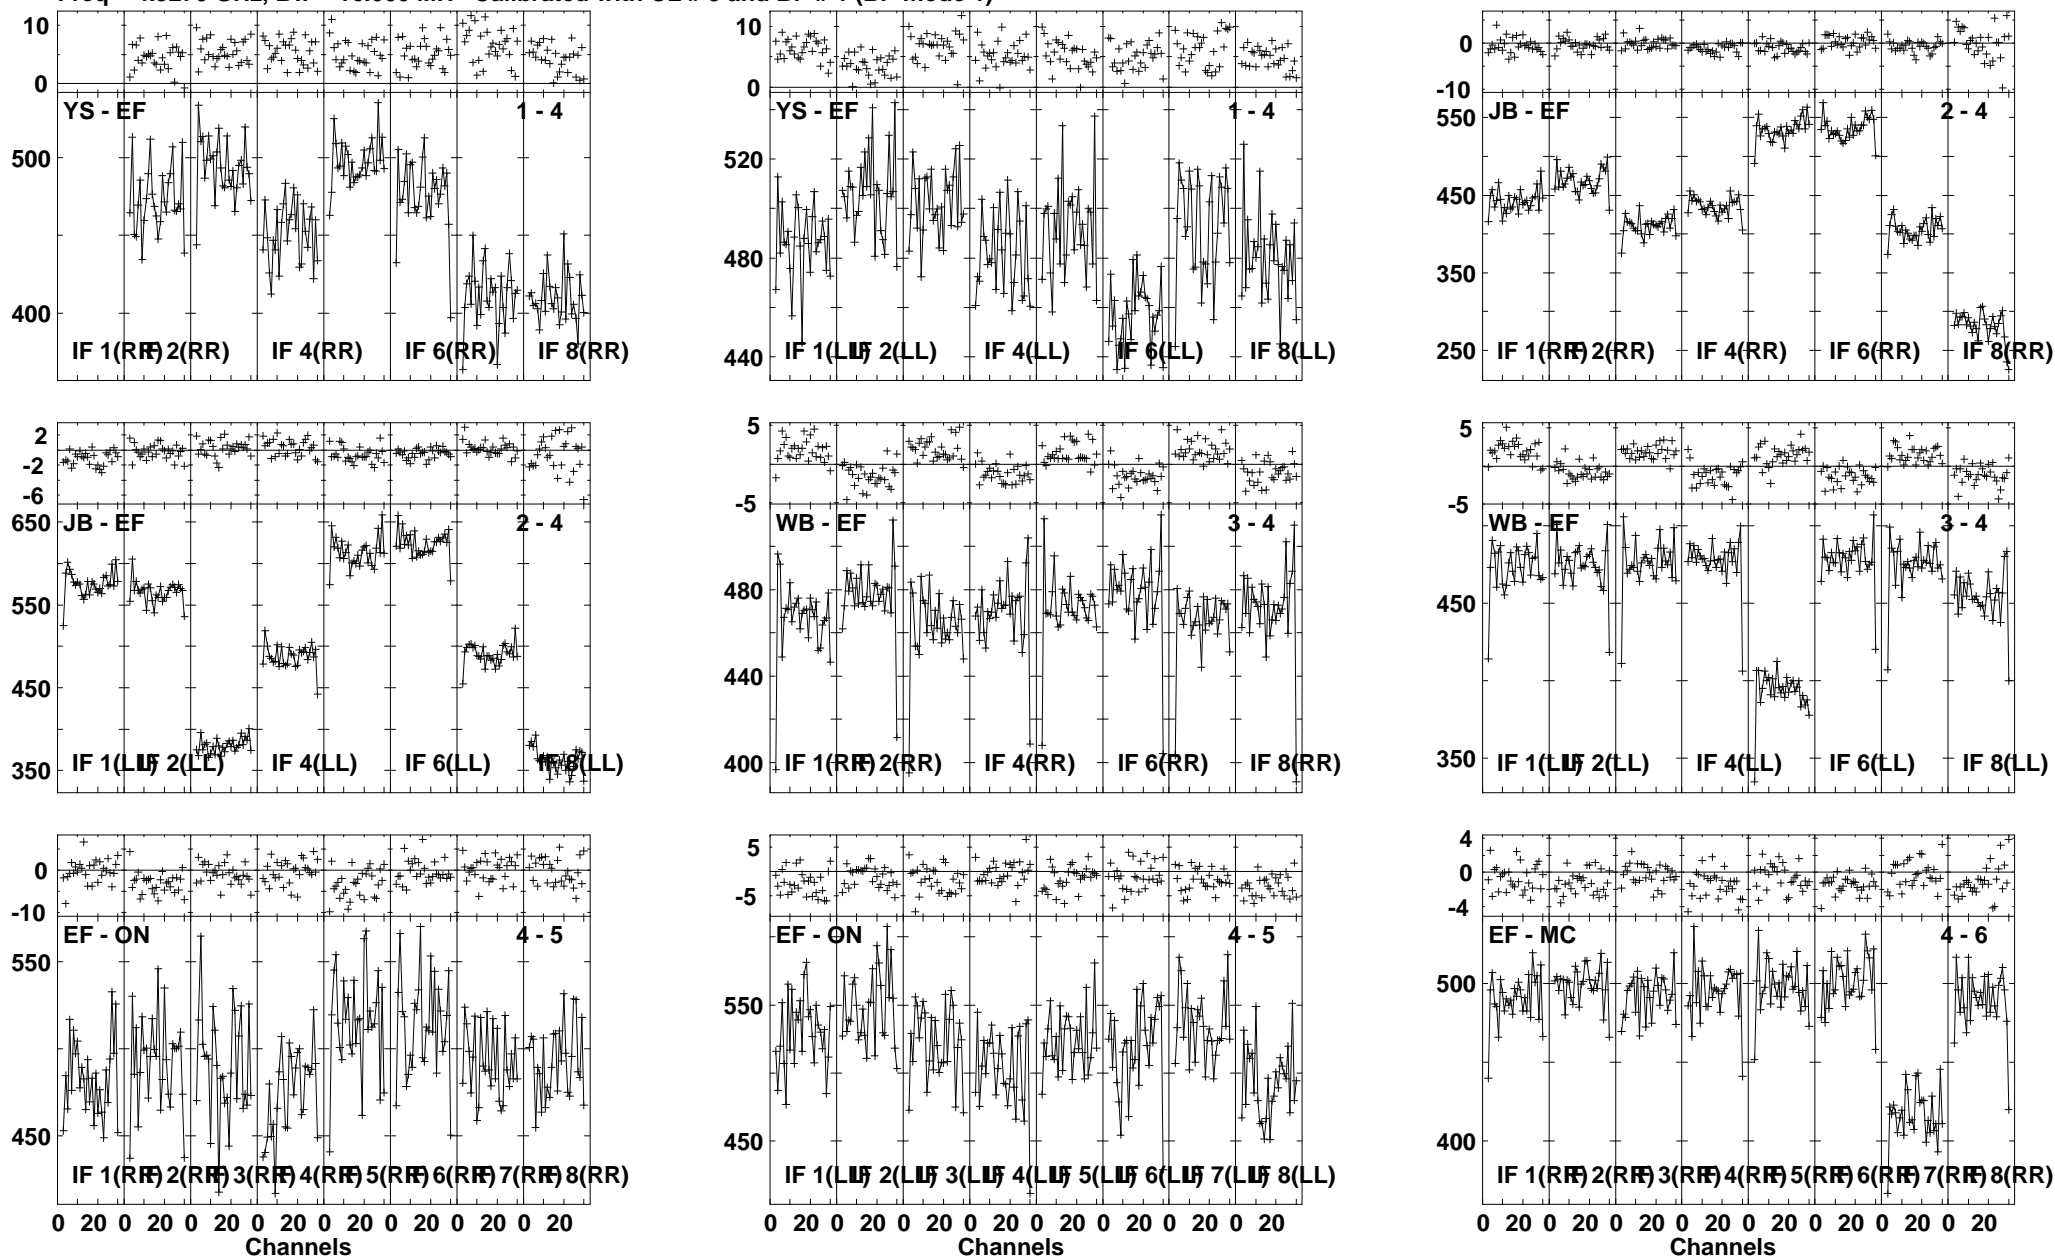 10
0
YS - EF 1 - 4
500
400
IF 1(RR) IF 2(RR) IF 4(RR) IF 6(RR) IF 8(RR)
10
0
YS - EF 1 - 4
520
480
440
IF 1(LL) IF 2(LL) IF 4(LL) IF 6(LL) IF 8(LL)
0
-10
JB - EF 2 - 4
550
450
350
250
IF 1(RR) IF 2(RR) IF 4(RR) IF 6(RR) IF 8(RR)
2
-2
-6
JB - EF 2 - 4
650
550
450
350
IF 1(LL) IF 2(LL) IF 4(LL) IF 6(LL) IF 8(LL)
5
-5
WB - EF 3 - 4
480
440
400
IF 1(RR) IF 2(RR) IF 4(RR) IF 6(RR) IF 8(RR)
5
-5
WB - EF 3 - 4
450
350
IF 1(LL) IF 2(LL) IF 4(LL) IF 6(LL) IF 8(LL)
0
-10
EF - ON 4 - 5
550
450
IF 1(RR) IF 2(RR) IF 3(RR) IF 4(RR) IF 5(RR) IF 6(RR) IF 7(RR) IF 8(RR)
0 20 0 20 0 20 0 20 0 20 0 20 0 20 0 20
Channels
5
-5
EF - ON 4 - 5
550
450
IF 1(LL) IF 2(LL) IF 3(LL) IF 4(LL) IF 5(LL) IF 6(LL) IF 7(LL) IF 8(LL)
0 20 0 20 0 20 0 20 0 20 0 20 0 20 0 20
Channels
4
0
-4
EF - MC 4 - 6
500
400
IF 1(RR) IF 2(RR) IF 3(RR) IF 4(RR) IF 5(RR) IF 6(RR) IF 7(RR) IF 8(RR)
0 20 0 20 0 20 0 20 0 20 0 20 0 20 0 20
Channels